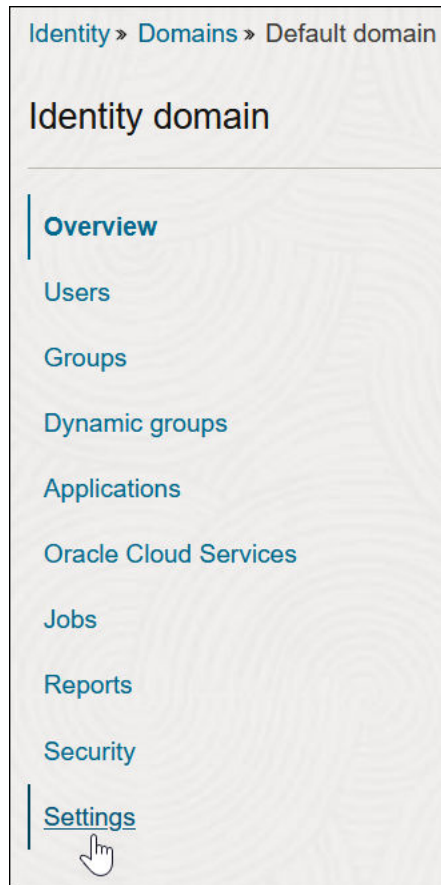 Identity » Domains » Default domain
Identity domain
Overview
Users
Groups
Dynamic groups
Applications
Oracle Cloud Services
Jobs
Reports
Security
Settings